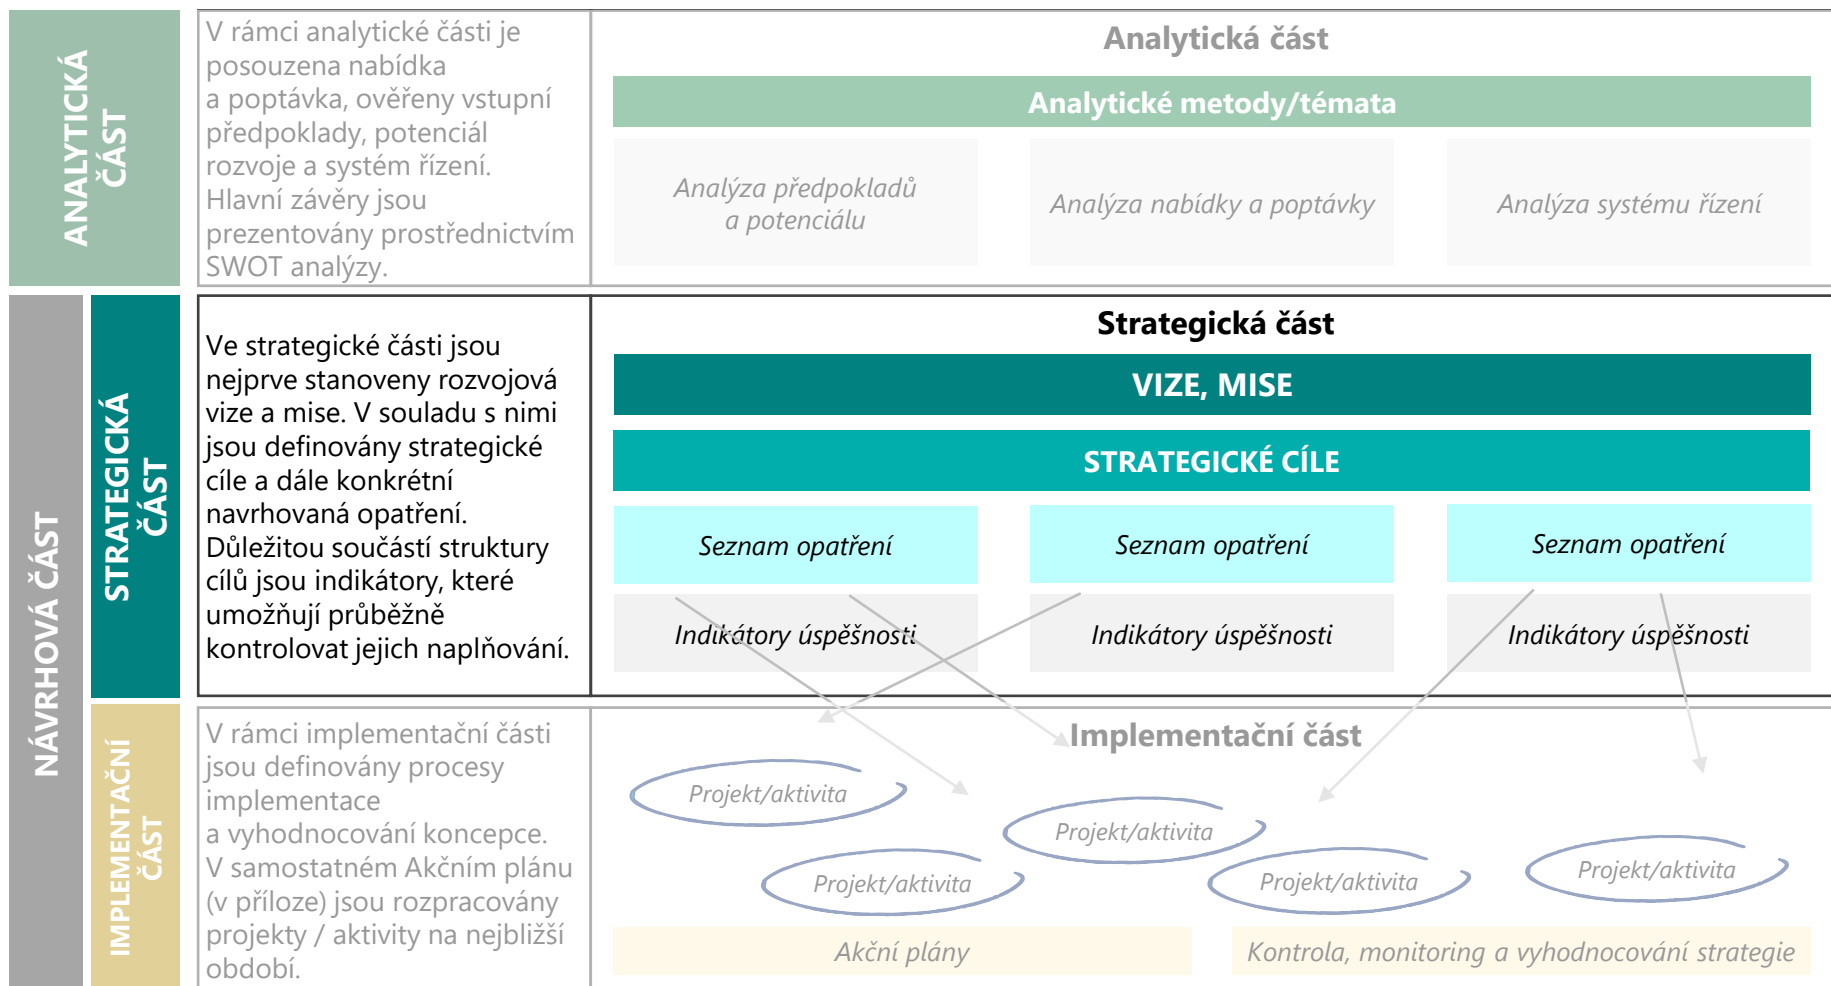 ANALYTICKÁ
ČÁST
V rámci analytické části je
posouzena nabídka
a poptávka, ověřeny vstupní
předpoklady, potenciál
rozvoje a systém řízení.
Hlavní závěry jsou
prezentovány prostřednictvím
SWOT analýzy.
Analytická část
Analytické metody/témata
Analýza předpokladů
a potenciálu
Analýza nabídky a poptávky
Analýza systému řízení
NÁVRHOVÁ ČÁST
STRATEGICKÁ
ČÁST
Ve strategické části jsou
nejprve stanoveny rozvojová
vize a mise. V souladu s nimi
jsou definovány strategické
cíle a dále konkrétní
navrhovaná opatření.
Důležitou součástí struktury
cílů jsou indikátory, které
umožňují průběžně
kontrolovat jejich naplňování.
Strategická část
VIZE, MISE
STRATEGICKÉ CÍLE
Seznam opatření
Seznam opatření
Seznam opatření
Indikátory úspěšnosti
Indikátory úspěšnosti
Indikátory úspěšnosti
IMPLEMENTAČNÍ
ČÁST
V rámci implementační části
jsou definovány procesy
implementace
a vyhodnocování koncepce.
V samostatném Akčním plánu
(v příloze) jsou rozpracovány
projekty / aktivity na nejbližší
období.
Implementační část
Projekt/aktivita
Projekt/aktivita
Projekt/aktivita
Projekt/aktivita
Projekt/aktivita
Akční plány
Kontrola, monitoring a vyhodnocování strategie